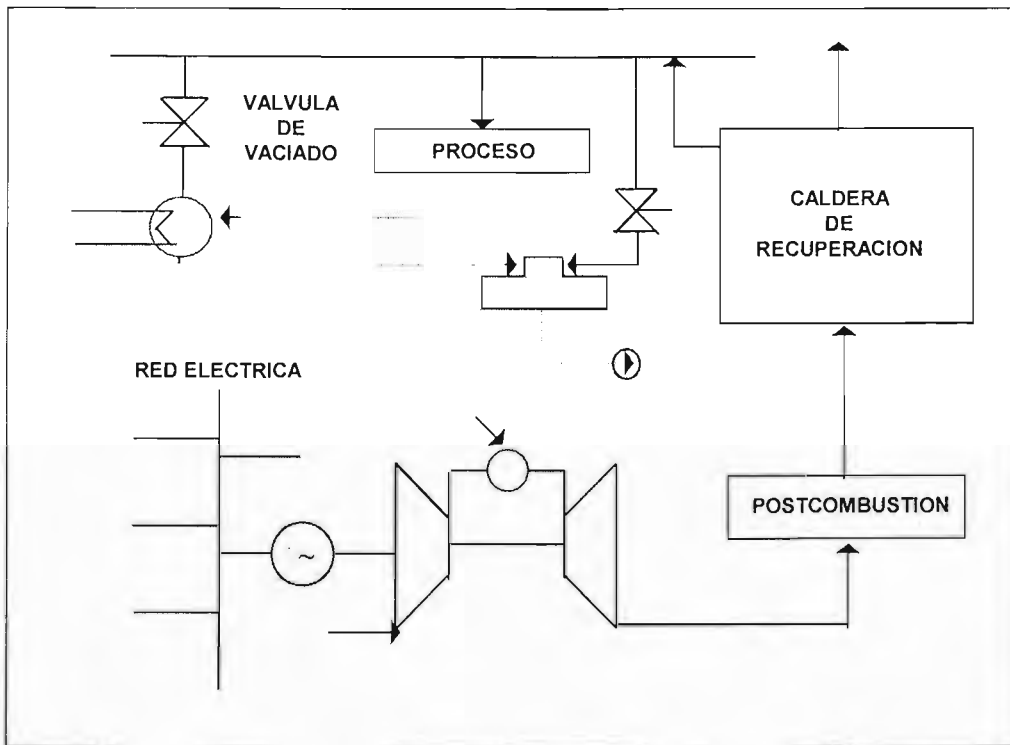 VALVULA
DE
VACIADO
PROCESO
CALDERA
DE
RECUPERACION
RED ELECTRICA
POSTCOMBUSTION
~